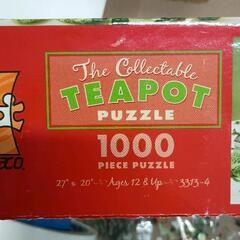 The Collectable
TEAPOT
PUZZLE
1000
PIECE PUZZLE
27" x 20" Ages 12 & Up 3313-4